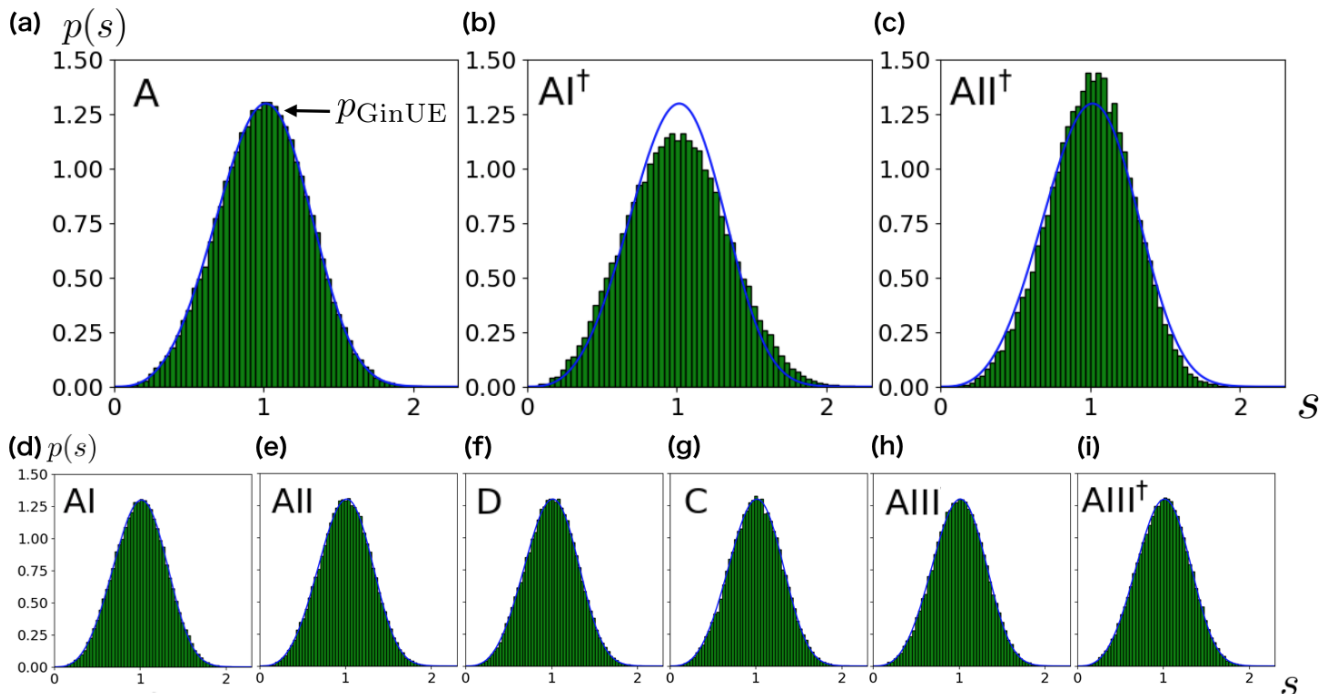 (a) p(s) (b) (c)
1.50 1.50 1.50
A AI† AII†
1.25 p_GinUE 1.25 1.25
1.00 1.00 1.00
0.75 0.75 0.75
0.50 0.50 0.50
0.25 0.25 0.25
0.00 0.00 0.00
0 1 2 0 1 2 0 1 2 s
(d) p(s) (e) (f) (g) (h) (i)
1.50
AI AII D C AIII AIII†
1.25
1.00
0.75
0.50
0.25
0.00
0 1 2 0 1 2 0 1 2 0 1 2 0 1 2 0 1 2 s